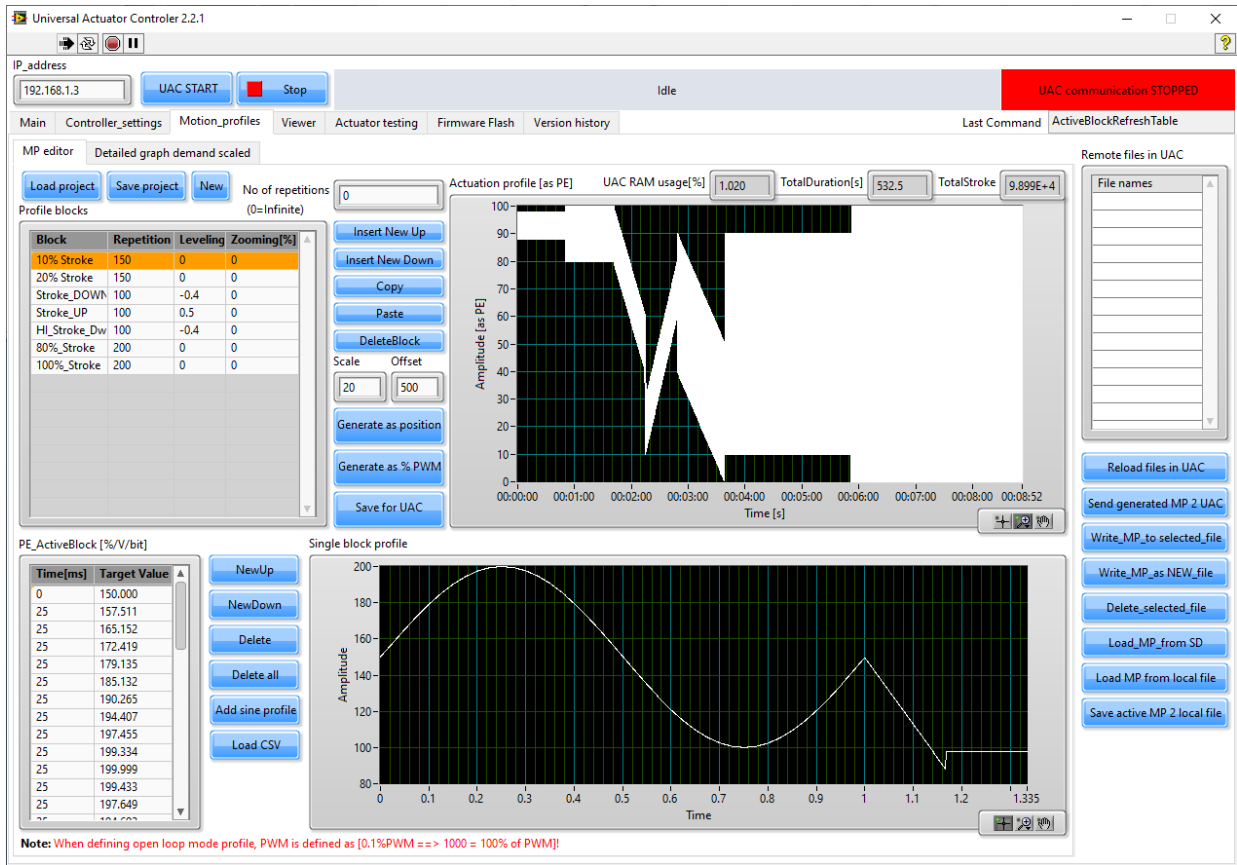 Universal Actuator Controler 2.2.1
IP_address
192.168.1.3
UAC START
Stop
Idle
UAC communication STOPPED
Main Controller_settings Motion_profiles Viewer Actuator testing Firmware Flash Version history
Last Command ActiveBlockRefreshTable
MP editor Detailed graph demand scaled
Load project Save project New
No of repetitions
(0=Infinite)
0
Profile blocks
Block Repetition Leveling Zooming[%]
10% Stroke 150 0 0
20% Stroke 150 0 0
Stroke_DOWN 100 -0.4 0
Stroke_UP 100 0.5 0
HI_Stroke_Dw 100 -0.4 0
80%_Stroke 200 0 0
100%_Stroke 200 0 0
Insert New Up
Insert New Down
Copy
Paste
DeleteBlock
Scale Offset
20 500
Generate as position
Generate as % PWM
Save for UAC
Actuation profile [as PE]
UAC RAM usage[%] 1.020
TotalDuration[s] 532.5
TotalStroke 9.899E+4
Amplitude [as PE]
100
90
80
70
60
50
40
30
20
10
0
00:00:00 00:01:00 00:02:00 00:03:00 00:04:00 00:05:00 00:06:00 00:07:00 00:08:00 00:08:52
Time [s]
Remote files in UAC
File names
Reload files in UAC
Send generated MP 2 UAC
Write_MP_to selected_file
Write_MP_as NEW_file
Delete_selected_file
Load_MP_from SD
Load MP from local file
Save active MP 2 local file
PE_ActiveBlock [%/V/bit]
Time[ms] Target Value
0 150.000
25 157.511
25 165.152
25 172.419
25 179.135
25 185.132
25 190.265
25 194.407
25 197.455
25 199.334
25 199.999
25 199.433
25 197.649
NewUp
NewDown
Delete
Delete all
Add sine profile
Load CSV
Single block profile
Amplitude
200
180
160
140
120
100
80
0 0.1 0.2 0.3 0.4 0.5 0.6 0.7 0.8 0.9 1 1.1 1.2 1.335
Time
Note: When defining open loop mode profile, PWM is defined as [0.1%PWM ==> 1000 = 100% of PWM]!